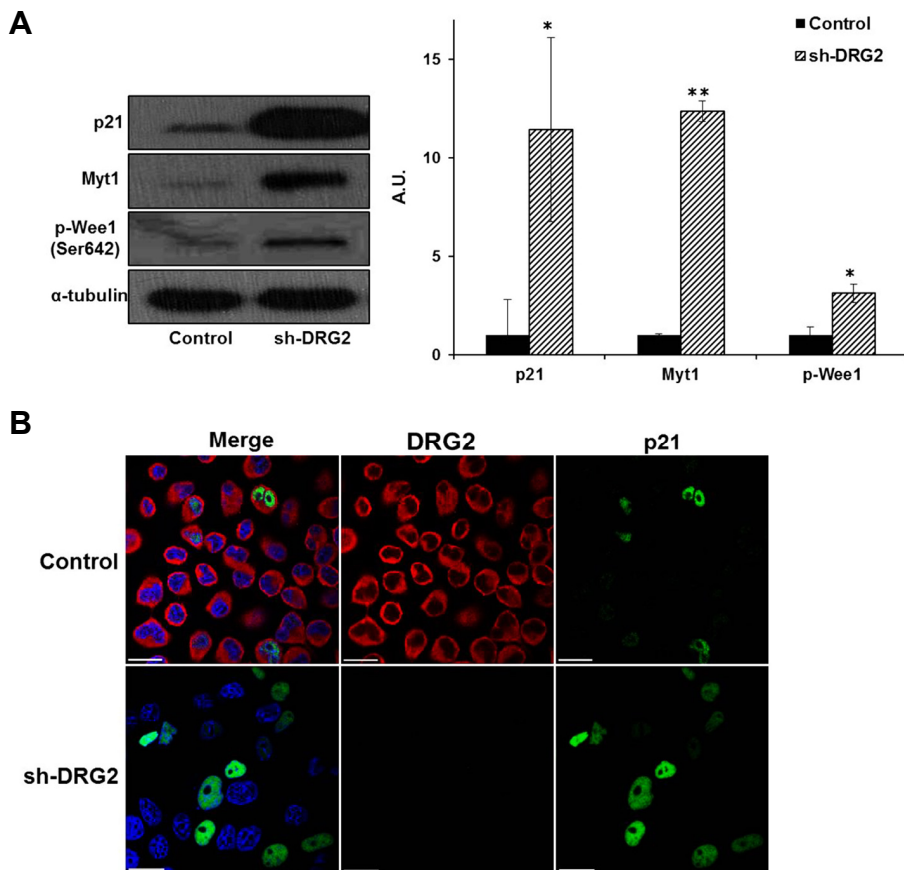 A
p21
Myt1
p-Wee1
(Ser642)
α-tubulin
Control
sh-DRG2
Control
sh-DRG2
15
10
5
0
A.U.
*
**
*
p21
Myt1
p-Wee1
B
Merge
DRG2
p21
Control
sh-DRG2